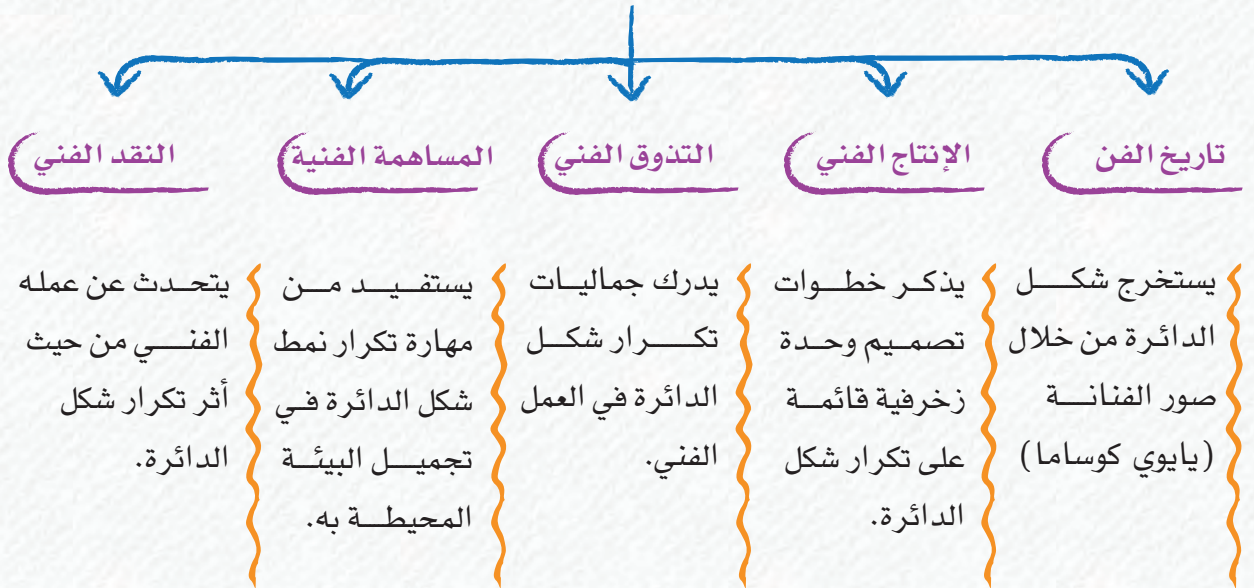 تاريخ الفن
يستخرج شكل
الدائرة من خلال
صور الفنانة
(يايوي كوساما)
الإنتاج الفني
يذكر خطوات
تصميم وحدة
زخرفية قائمة
على تكرار شكل
الدائرة.
التذوق الفني
يدرك جماليات
تكرار شكل
الدائرة في العمل
الفني.
المساهمة الفنية
يستفيد من
مهارة تكرار نمط
شكل الدائرة في
تجميل البيئة
المحيطة به.
النقد الفني
يتحدث عن عمله
الفني من حيث
أثر تكرار شكل
الدائرة.